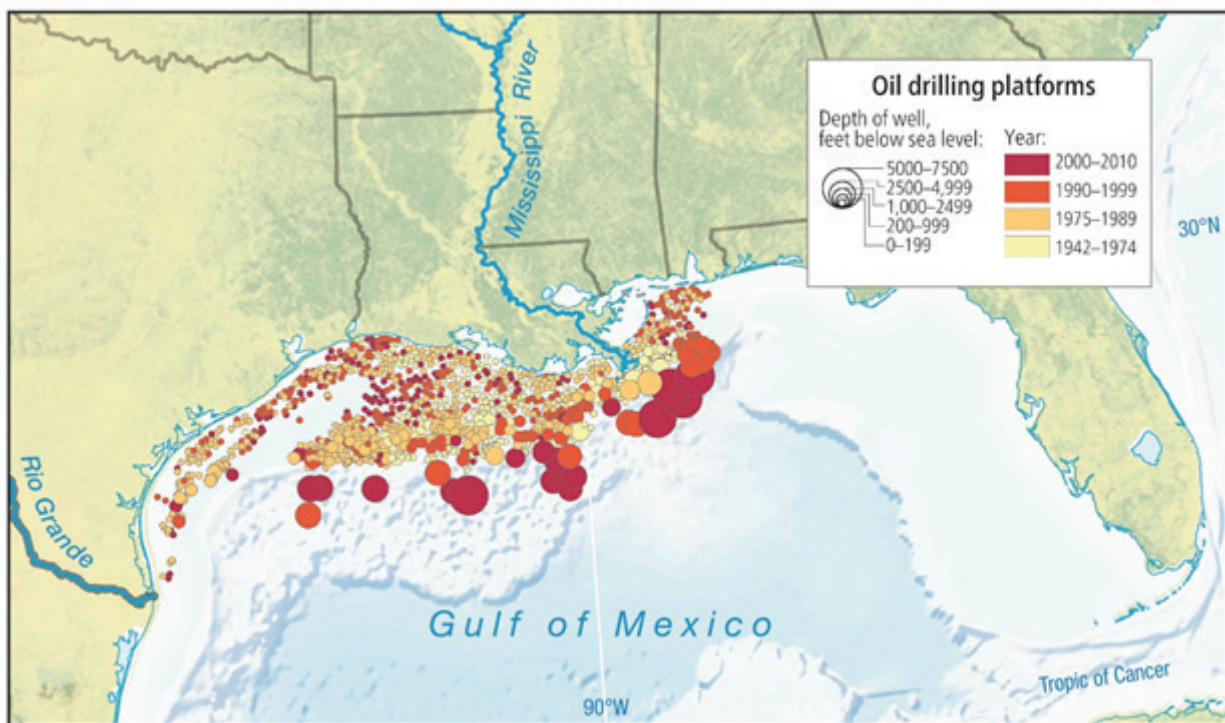 Oil drilling platforms
Depth of well,
feet below sea level:
5000–7500
2500–4,999
1,000–2499
200–999
0–199
Year:
2000–2010
1990–1999
1975–1989
1942–1974
Mississippi River
30°N
Rio Grande
Gulf of Mexico
Tropic of Cancer
90°W